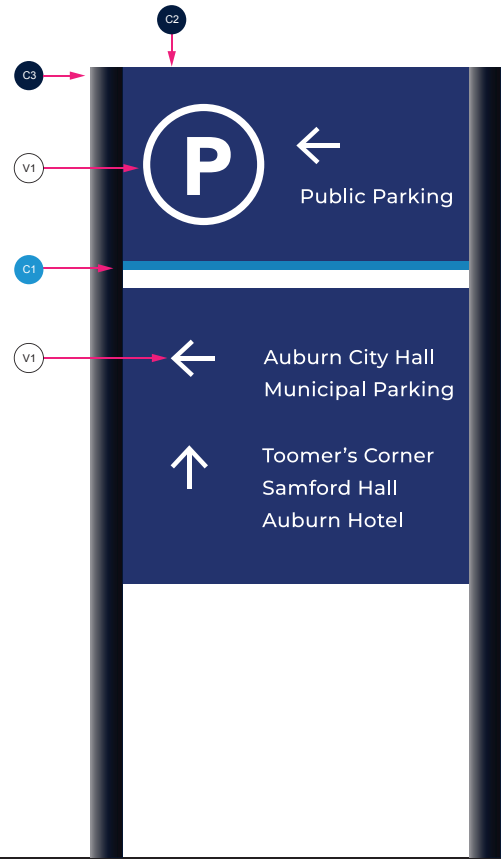 C2
C3
V1
P
Public Parking
C1
V1
Auburn City Hall
Municipal Parking
Toomer’s Corner
Samford Hall
Auburn Hotel